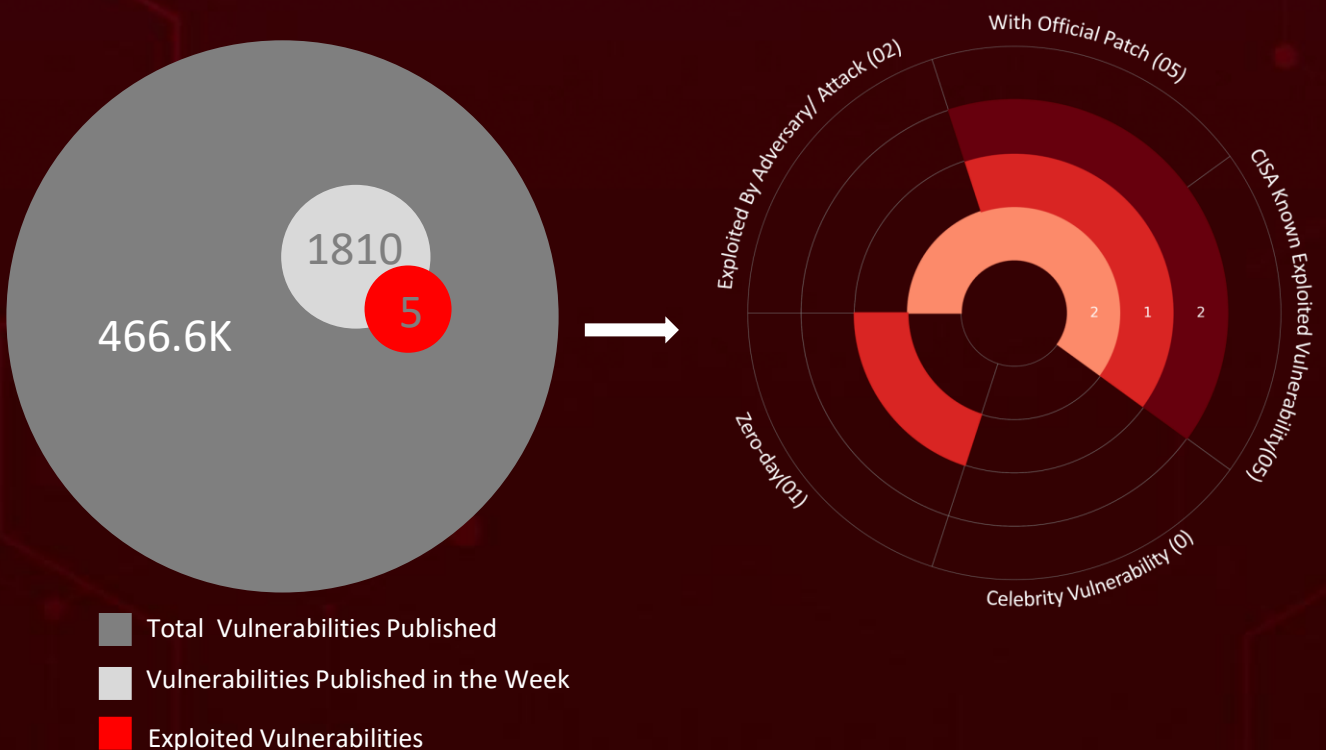 466.6K
1810
5
Total  Vulnerabilities Published
Vulnerabilities Published in the Week
Exploited Vulnerabilities
With Official Patch (05)
Exploited By Adversary/ Attack (02)
CISA Known Exploited Vulnerability(05)
2 1 2
Zero-day(01)
Celebrity Vulnerability (0)